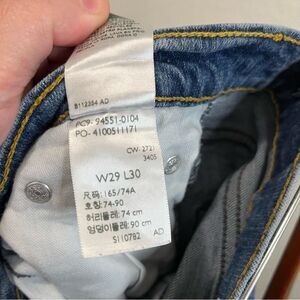 B112354 AD
PC9- 94551-0104
PO- 4100511171
CW- 2721
3405
W29 L30
尺码:165/74A
호칭:74-90
허리둘레:74 cm
엉덩이둘레:90 cm
S110782 AD